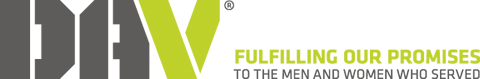 DAV®
FULFILLING OUR PROMISES
TO THE MEN AND WOMEN WHO SERVED